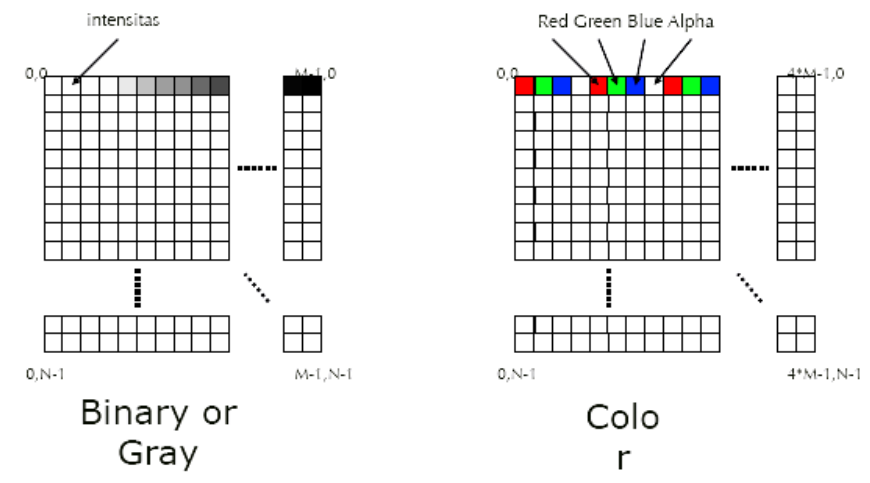 intensitas
0,0
M-1,0
0,N-1
M-1,N-1
Binary or
Gray
Red Green Blue Alpha
0,0
4*M-1,0
0,N-1
4*M-1,N-1
Colo
r